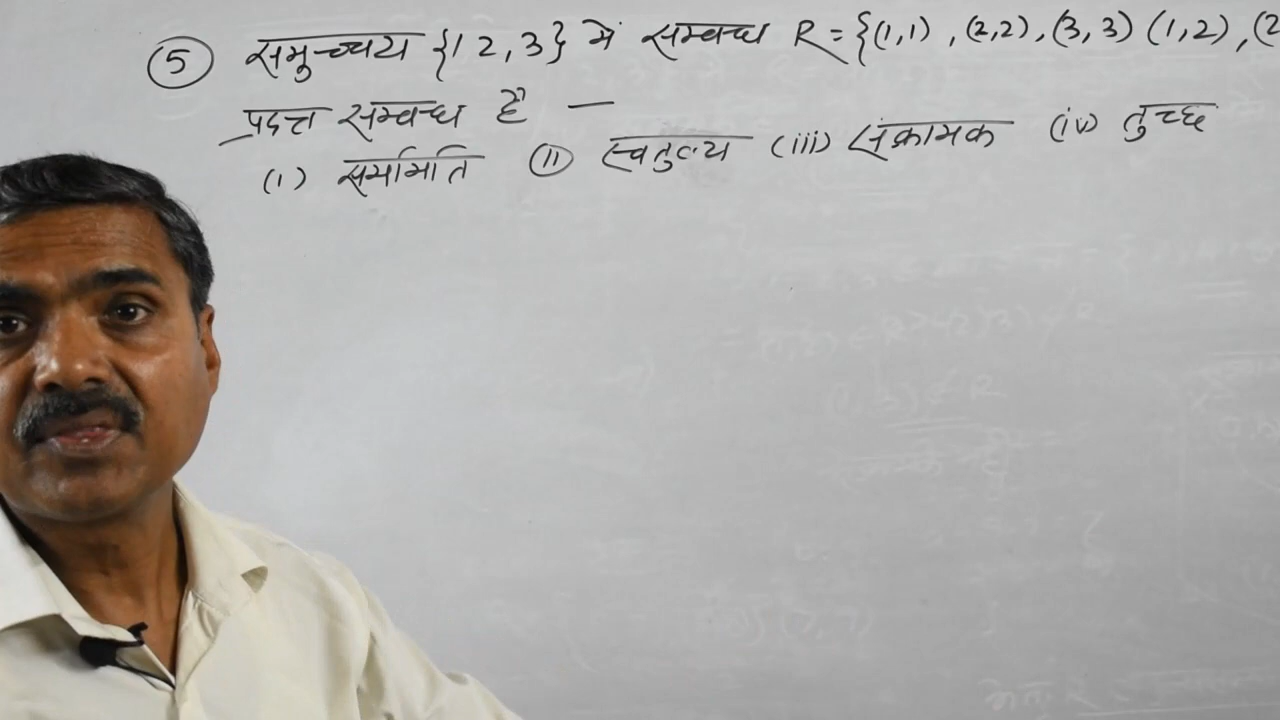 ⑤ समुच्चय {1 2,3} में सम्बन्ध R={(1,1) ,(2,2),(3,3) (1,2),(2
प्रदत्त सम्बन्ध है —
(i) सममिति (ii) स्वतुल्य (iii) संक्रामक (iv) तुच्छ